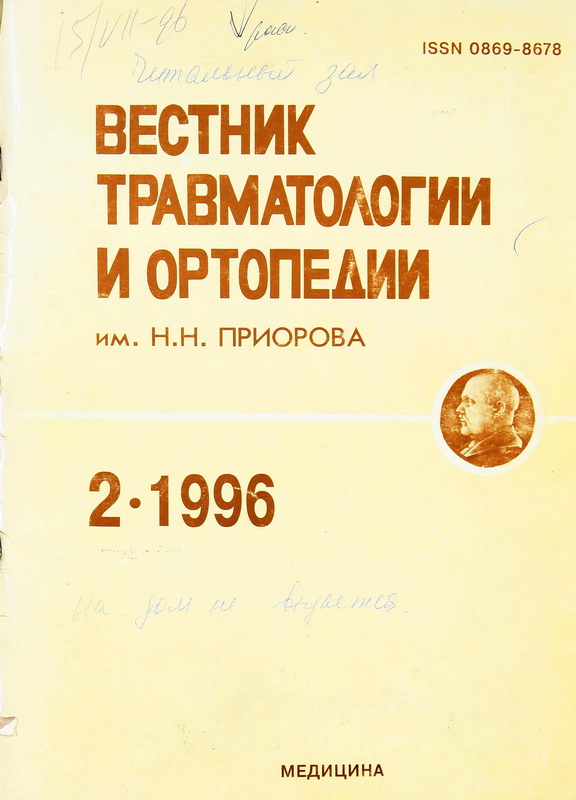 15/VII-96
ISSN 0869-8678
Читальный зал
ВЕСТНИК
ТРАВМАТОЛОГИИ
И ОРТОПЕДИИ
им. Н.Н. ПРИОРОВА
2·1996
на дом не выдается.
МЕДИЦИНА